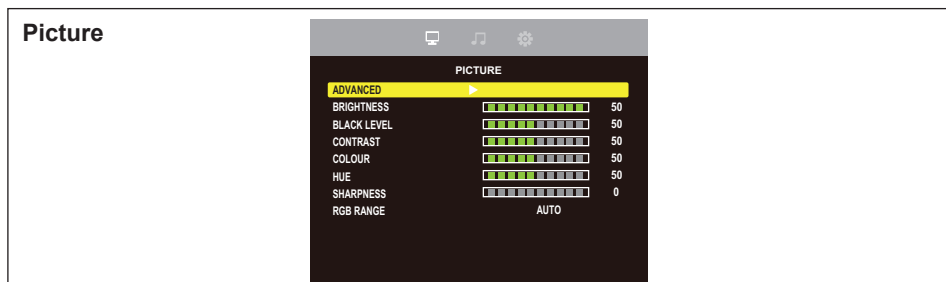 Picture
PICTURE
ADVANCED
BRIGHTNESS 50
BLACK LEVEL 50
CONTRAST 50
COLOUR 50
HUE 50
SHARPNESS 0
RGB RANGE AUTO